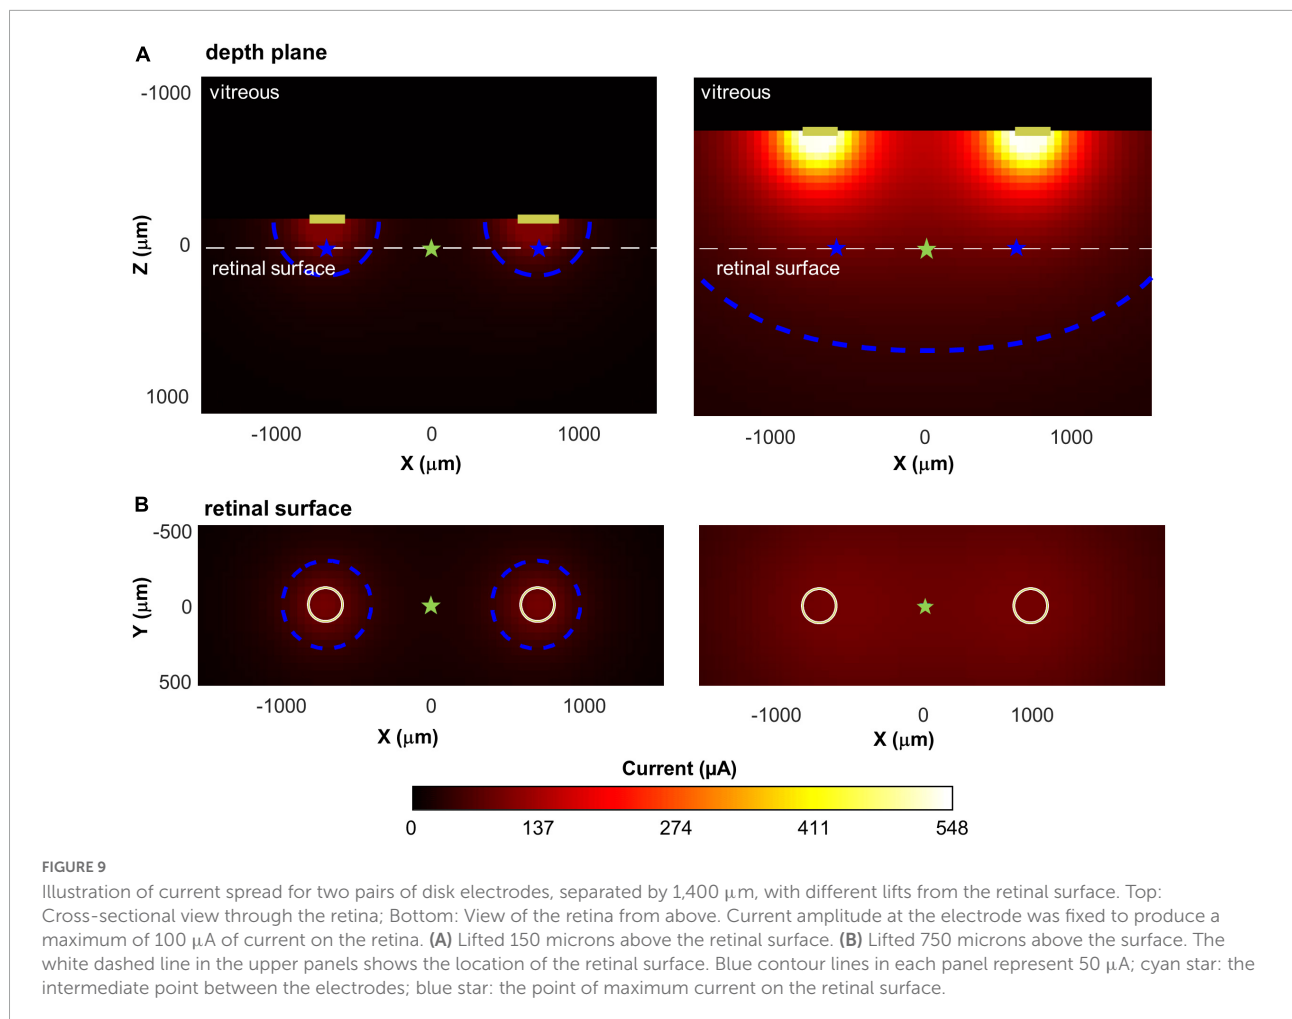 A depth plane
vitreous
vitreous
-1000
0
1000
Z (μm)
retinal surface
retinal surface
-1000 0 1000
X (μm)
-1000 0 1000
X (μm)
B retinal surface
-500
0
500
Y (μm)
-1000 0 1000
X (μm)
-1000 0 1000
X (μm)
Current (μA)
0 137 274 411 548
FIGURE 9
Illustration of current spread for two pairs of disk electrodes, separated by 1,400 μm, with different lifts from the retinal surface. Top:
Cross-sectional view through the retina; Bottom: View of the retina from above. Current amplitude at the electrode was fixed to produce a
maximum of 100 μA of current on the retina. (A) Lifted 150 microns above the retinal surface. (B) Lifted 750 microns above the surface. The
white dashed line in the upper panels shows the location of the retinal surface. Blue contour lines in each panel represent 50 μA; cyan star: the
intermediate point between the electrodes; blue star: the point of maximum current on the retinal surface.